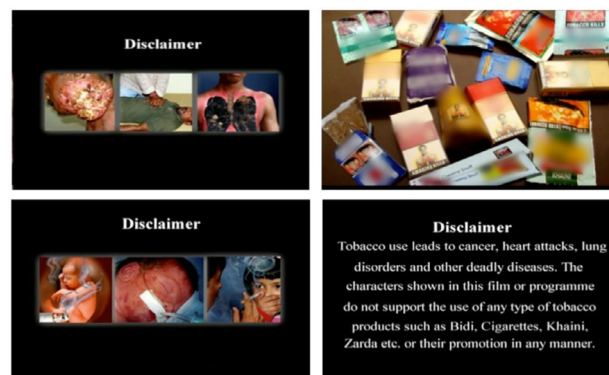 Disclaimer
TOBACCO KILLS
Disclaimer
Disclaimer
Tobacco use leads to cancer, heart attacks, lung
disorders and other deadly diseases. The
characters shown in this film or programme
do not support the use of any type of tobacco
products such as Bidi, Cigarettes, Khaini,
Zarda etc. or their promotion in any manner.